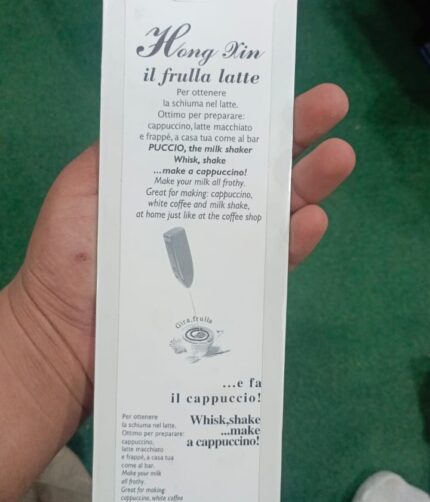 Hong Xin
il frulla latte
Per ottenere
la schiuma nel latte.
Ottimo per preparare:
cappuccino, latte macchiato
e frappé, a casa tua come al bar
PUCCIO, the milk shaker
Whisk, shake
...make a cappuccino!
Make your milk all frothy.
Great for making: cappuccino,
white coffee and milk shake,
at home just like at the coffee shop
Gira, frulla
...e fa
il cappuccio!
Whisk,shake
...make
a cappuccino!
Per ottenere
la schiuma nel latte.
Ottimo per preparare:
cappuccino,
latte macchiato
e frappé, a casa tua
come al bar.
Make your milk
all frothy.
Great for making:
cappuccino, white coffee